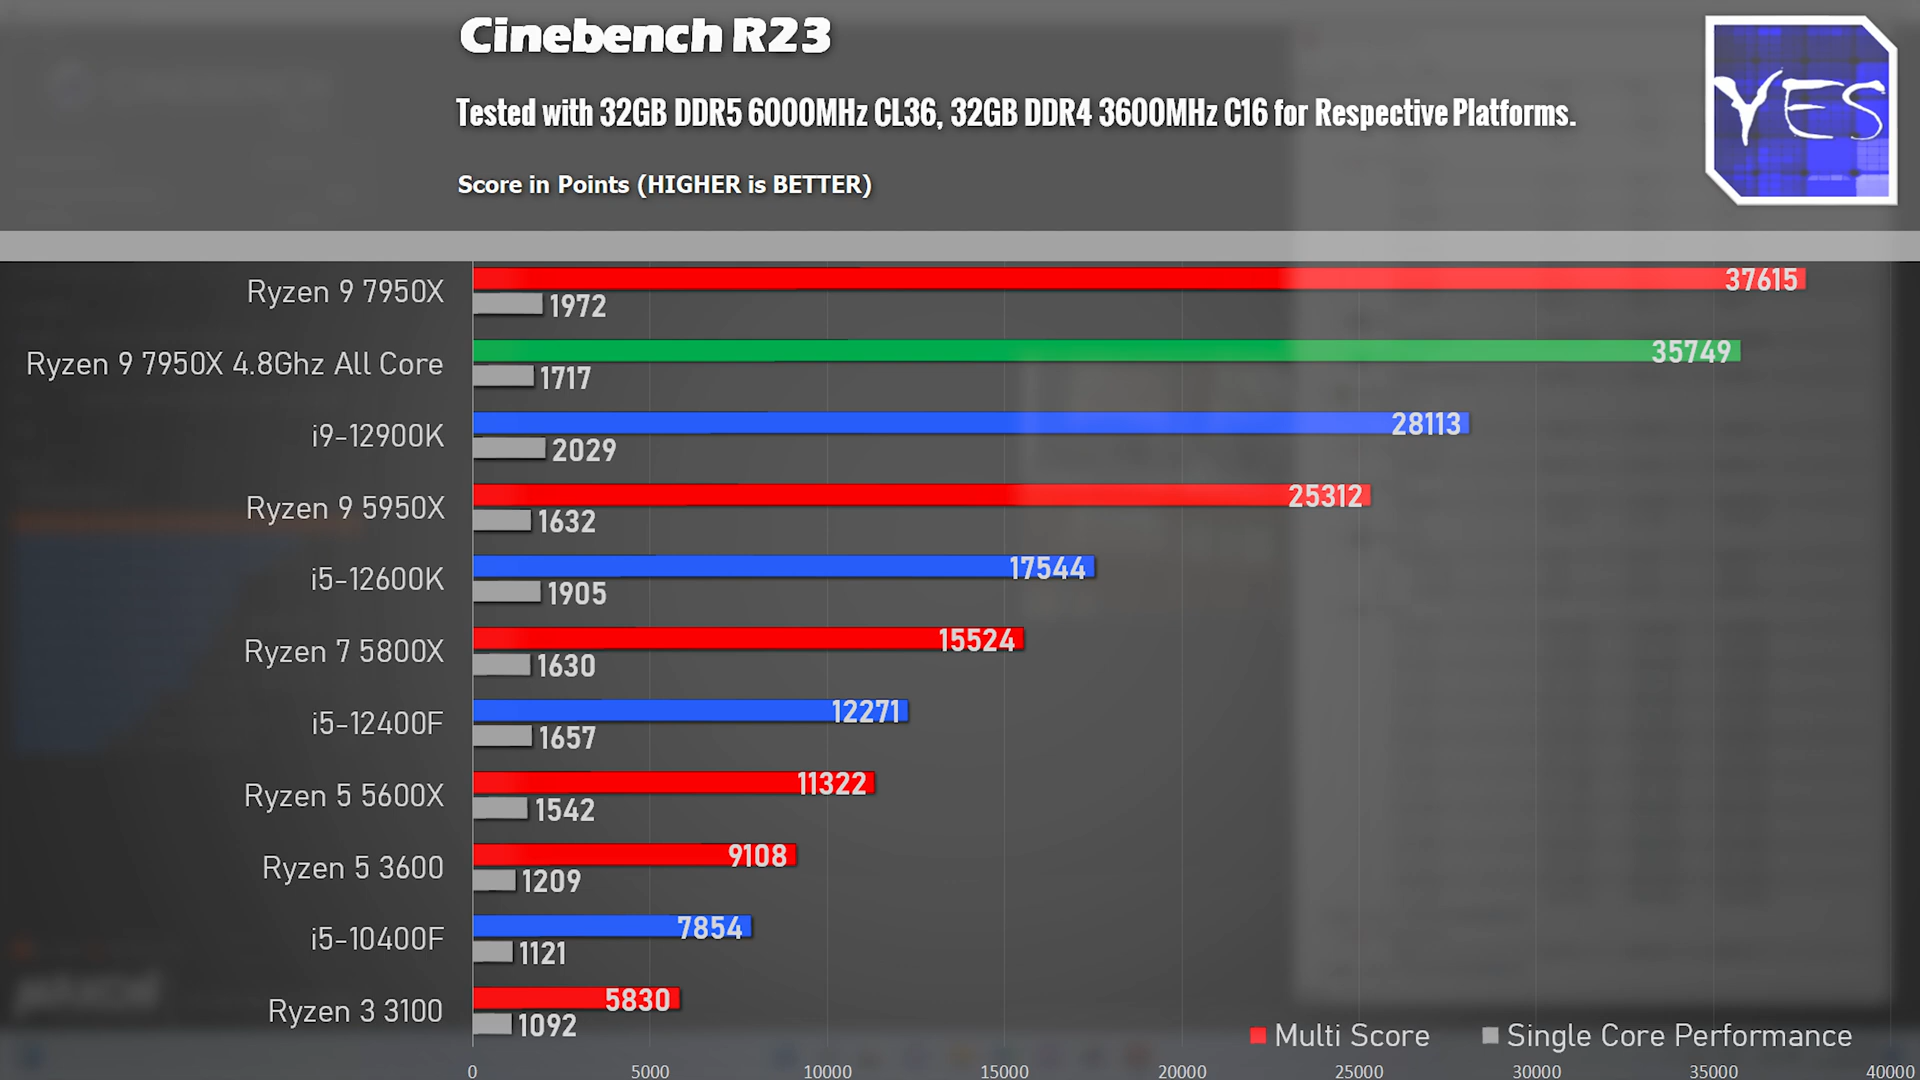 Cinebench R23
Tested with 32GB DDR5 6000MHz CL36, 32GB DDR4 3600MHz C16 for Respective Platforms.
Score in Points (HIGHER is BETTER)
YES
Ryzen 9 7950X
37615
1972
Ryzen 9 7950X 4.8Ghz All Core
35749
1717
i9-12900K
28113
2029
Ryzen 9 5950X
25312
1632
i5-12600K
17544
1905
Ryzen 7 5800X
15524
1630
i5-12400F
12271
1657
Ryzen 5 5600X
11322
1542
Ryzen 5 3600
9108
1209
i5-10400F
7854
1121
Ryzen 3 3100
5830
1092
Multi Score
Single Core Performance
0 5000 10000 15000 20000 25000 30000 35000 40000